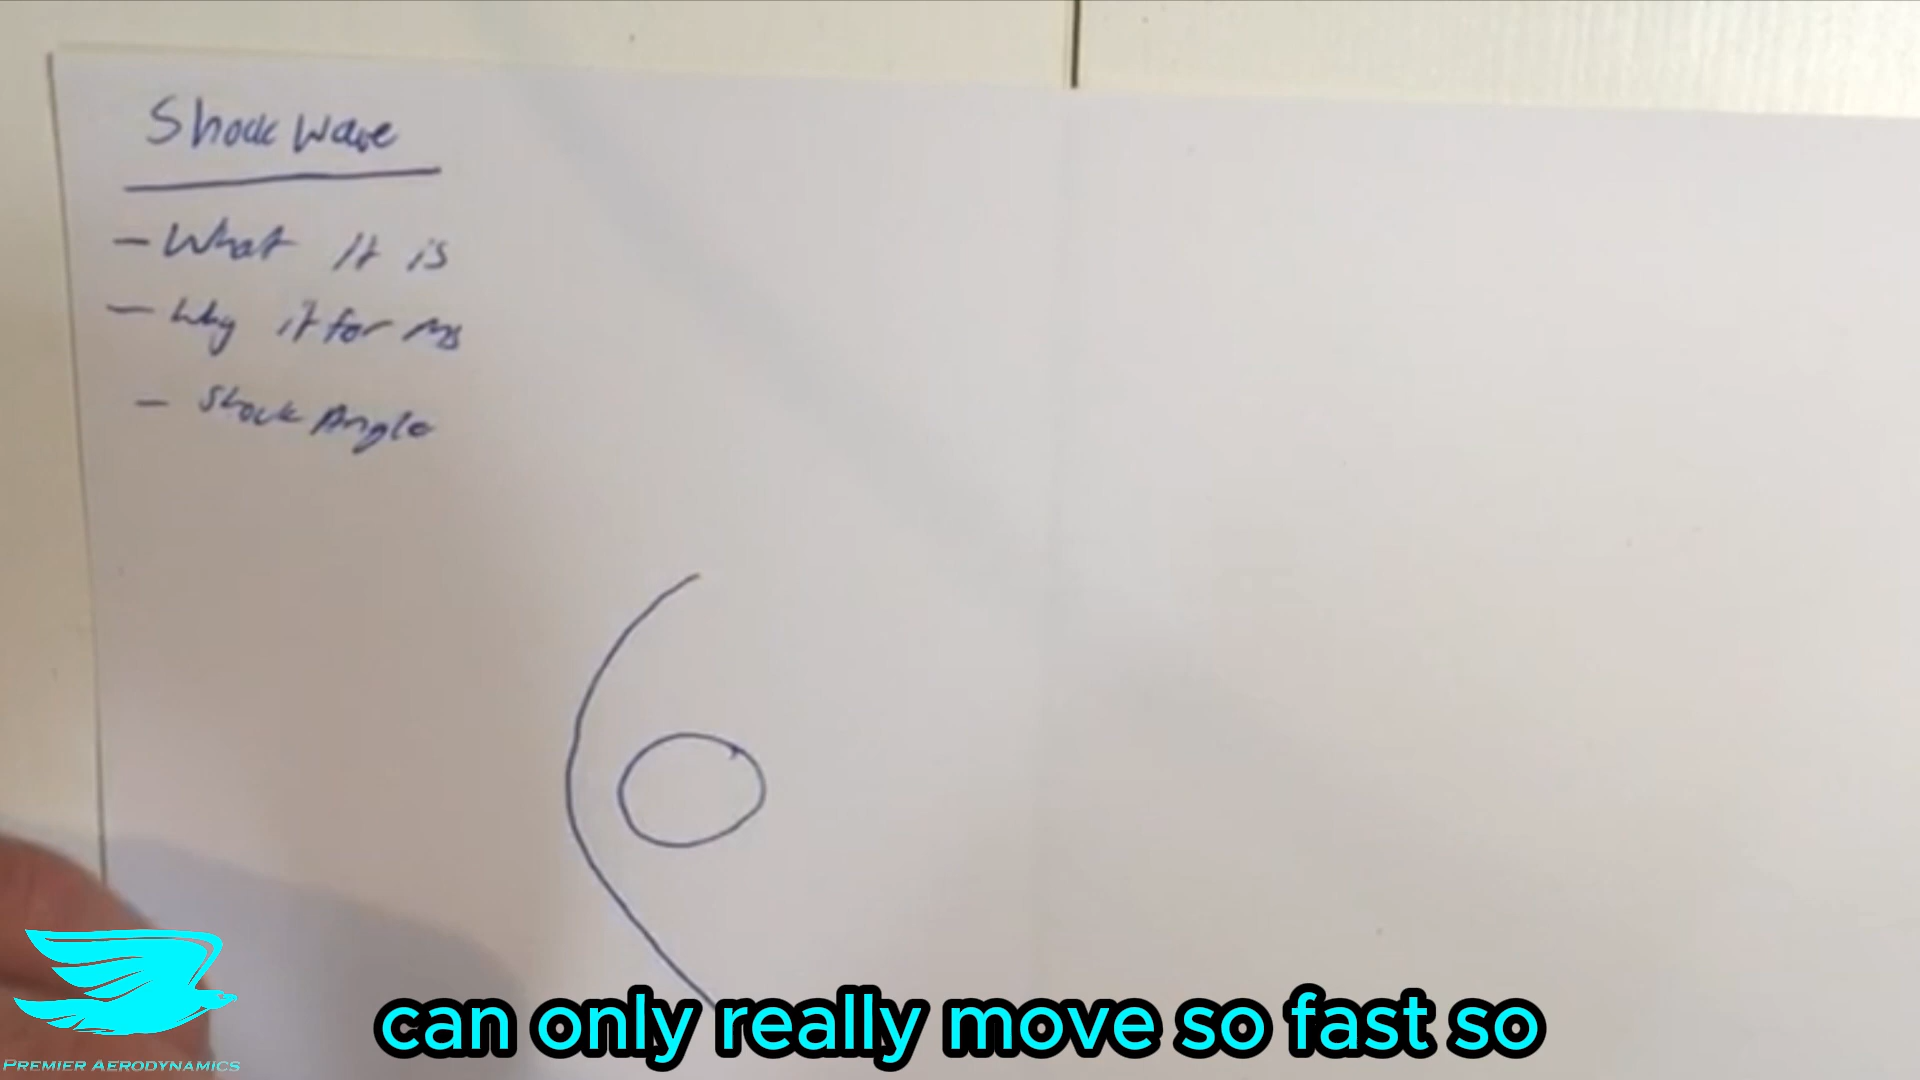 Shock Wave
- What it is
- Why it forms
- Shock Angle
can only really move so fast so
PREMIER AERODYNAMICS